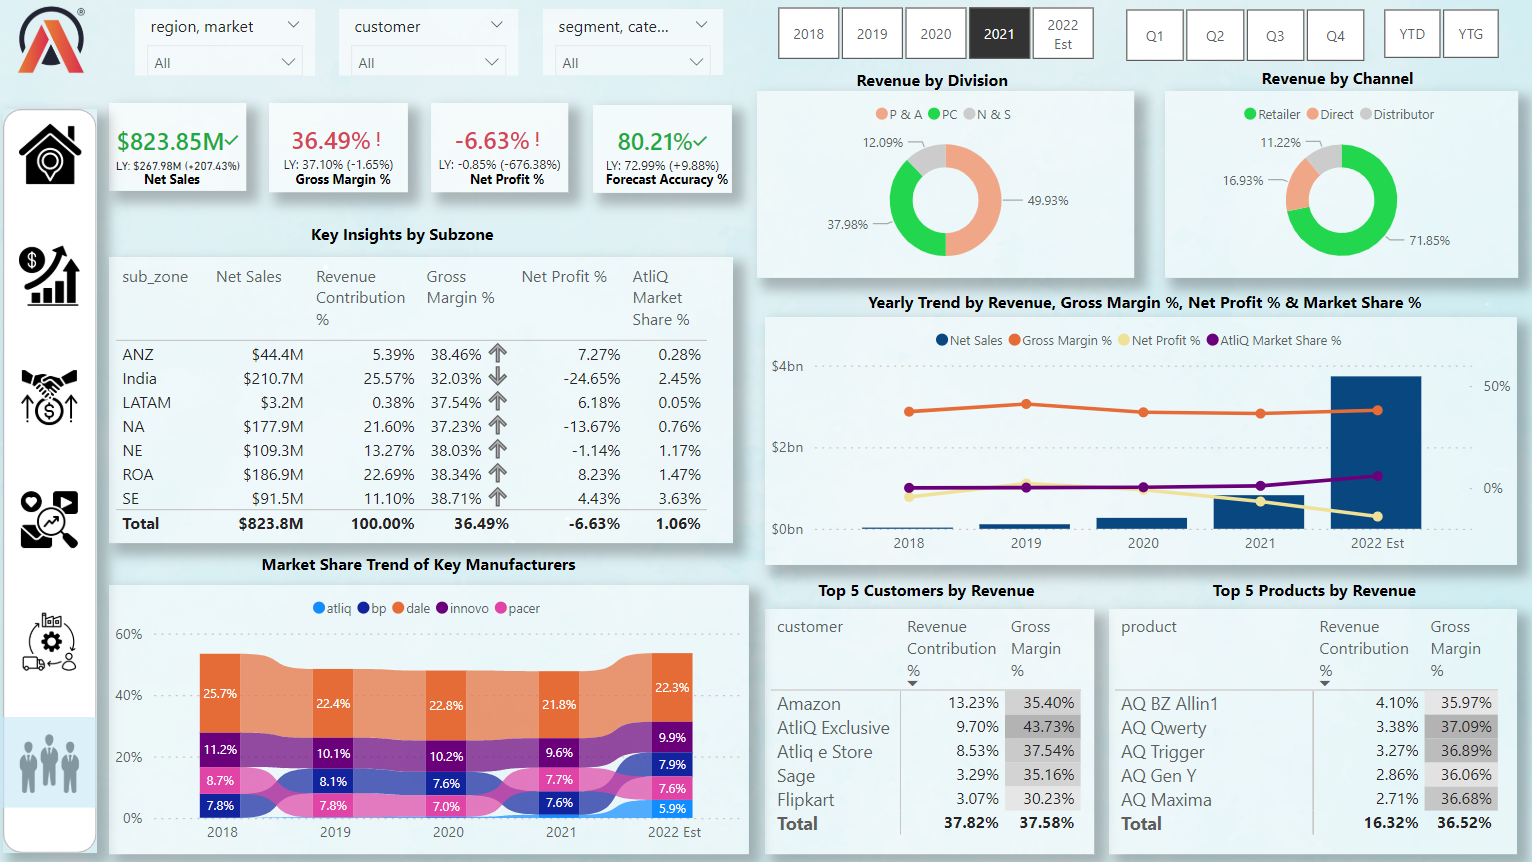 ®
region, market
All
customer
All
segment, cate...
All
2018
2019
2020
2021
2022
Est
Q1
Q2
Q3
Q4
YTD
YTG
$823.85M
LY: $267.98M (+207.43%)
Net Sales
36.49% !
LY: 37.10% (-1.65%)
Gross Margin %
-6.63% !
LY: -0.85% (-676.38%)
Net Profit %
80.21%
LY: 72.99% (+9.88%)
Forecast Accuracy %
Revenue by Division
P & A PC N & S
12.09%
49.93%
37.98%
Revenue by Channel
Retailer Direct Distributor
11.22%
16.93%
71.85%
Key Insights by Subzone
sub_zone Net Sales Revenue Contribution % Gross Margin % Net Profit % AtliQ Market Share %
ANZ $44.4M 5.39% 38.46% 7.27% 0.28%
India $210.7M 25.57% 32.03% -24.65% 2.45%
LATAM $3.2M 0.38% 37.54% 6.18% 0.05%
NA $177.9M 21.60% 37.23% -13.67% 0.76%
NE $109.3M 13.27% 38.03% -1.14% 1.17%
ROA $186.9M 22.69% 38.34% 8.23% 1.47%
SE $91.5M 11.10% 38.71% 4.43% 3.63%
Total $823.8M 100.00% 36.49% -6.63% 1.06%
Yearly Trend by Revenue, Gross Margin %, Net Profit % & Market Share %
Net Sales Gross Margin % Net Profit % AtliQ Market Share %
$4bn
$2bn
$0bn
50%
0%
2018 2019 2020 2021 2022 Est
Market Share Trend of Key Manufacturers
atliq bp dale innovo pacer
60%
40%
20%
0%
25.7% 22.4% 22.8% 21.8% 22.3%
11.2% 10.1% 10.2% 9.6% 9.9%
8.7% 8.1% 7.6% 7.7% 7.9%
7.8% 7.8% 7.0% 7.6% 7.6%
5.9%
2018 2019 2020 2021 2022 Est
Top 5 Customers by Revenue
customer Revenue Contribution % Gross Margin %
Amazon 13.23% 35.40%
AtliQ Exclusive 9.70% 43.73%
Atliq e Store 8.53% 37.54%
Sage 3.29% 35.16%
Flipkart 3.07% 30.23%
Total 37.82% 37.58%
Top 5 Products by Revenue
product Revenue Contribution % Gross Margin %
AQ BZ Allin1 4.10% 35.97%
AQ Qwerty 3.38% 37.09%
AQ Trigger 3.27% 36.89%
AQ Gen Y 2.86% 36.06%
AQ Maxima 2.71% 36.68%
Total 16.32% 36.52%